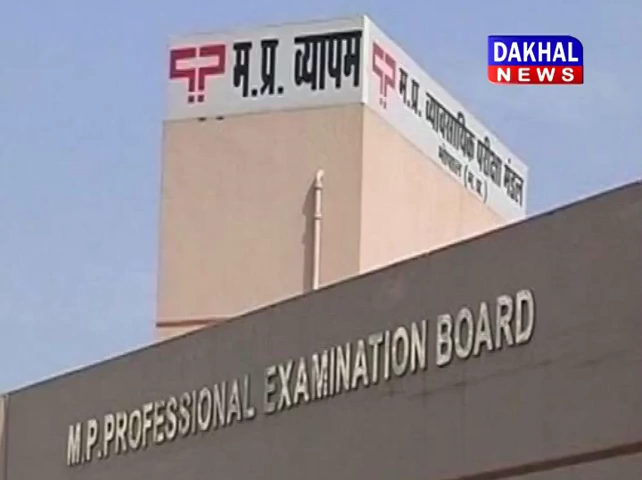 DAKHAL
NEWS
म.प्र. व्यापम
म.प्र. व्यावसायिक परीक्षा मंडल
भोपाल (म.प्र.)
M.P.PROFESSIONAL EXAMINATION BOARD